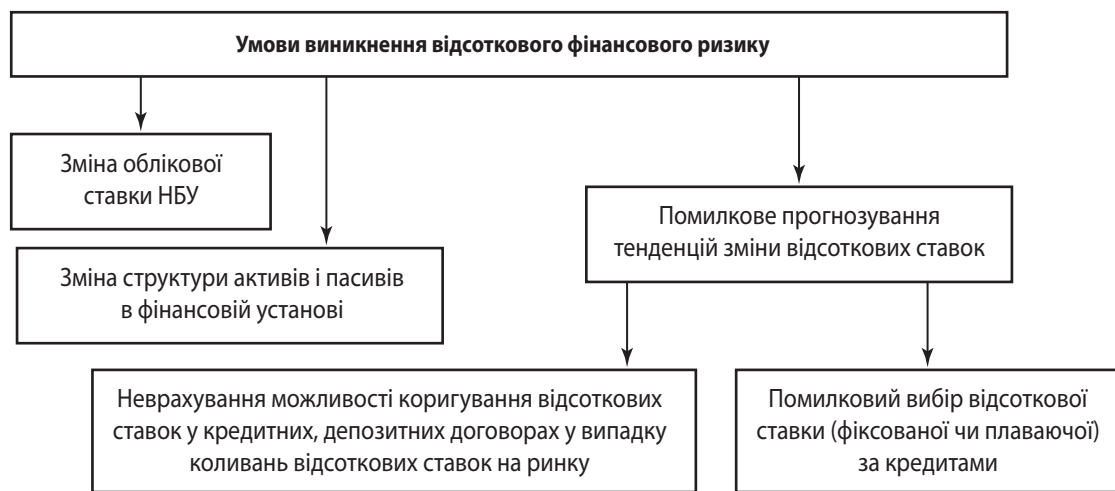 Умови виникнення відсоткового фінансового ризику
Зміна облікової
ставки НБУ
Зміна структури активів і пасивів
в фінансовій установі
Помилкове прогнозування
тенденцій зміни відсоткових ставок
Неврахування можливості коригування відсоткових
ставок у кредитних, депозитних договорах у випадку
коливань відсоткових ставок на ринку
Помилковий вибір відсоткової
ставки (фіксованої чи плаваючої)
за кредитами